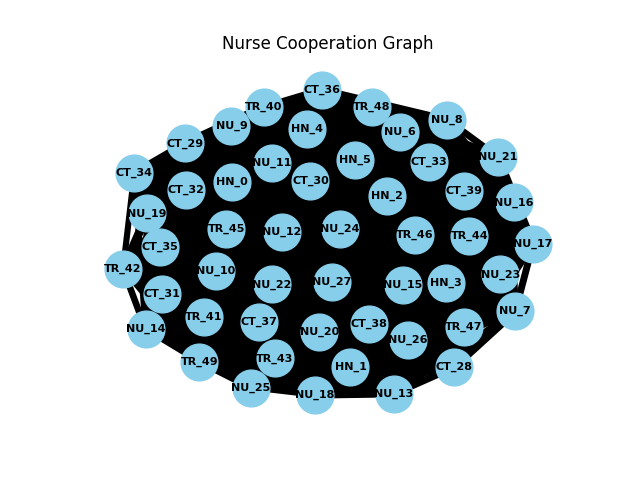 Nurse Cooperation Graph
CT_36
TR_40
TR_48
NU_8
NU_9
HN_4
NU_6
CT_29
HN_5
NU_21
NU_11
CT_33
CT_34
HN_0
CT_30
CT_32
CT_39
HN_2
NU_16
NU_19
TR_45
NU_12
NU_24
TR_46
TR_44
NU_17
CT_35
TR_42
NU_10
NU_23
NU_22
NU_27
NU_15
HN_3
CT_31
NU_7
TR_41
CT_37
CT_38
NU_14
NU_20
TR_47
NU_26
TR_49
TR_43
HN_1
CT_28
NU_25
NU_18
NU_13